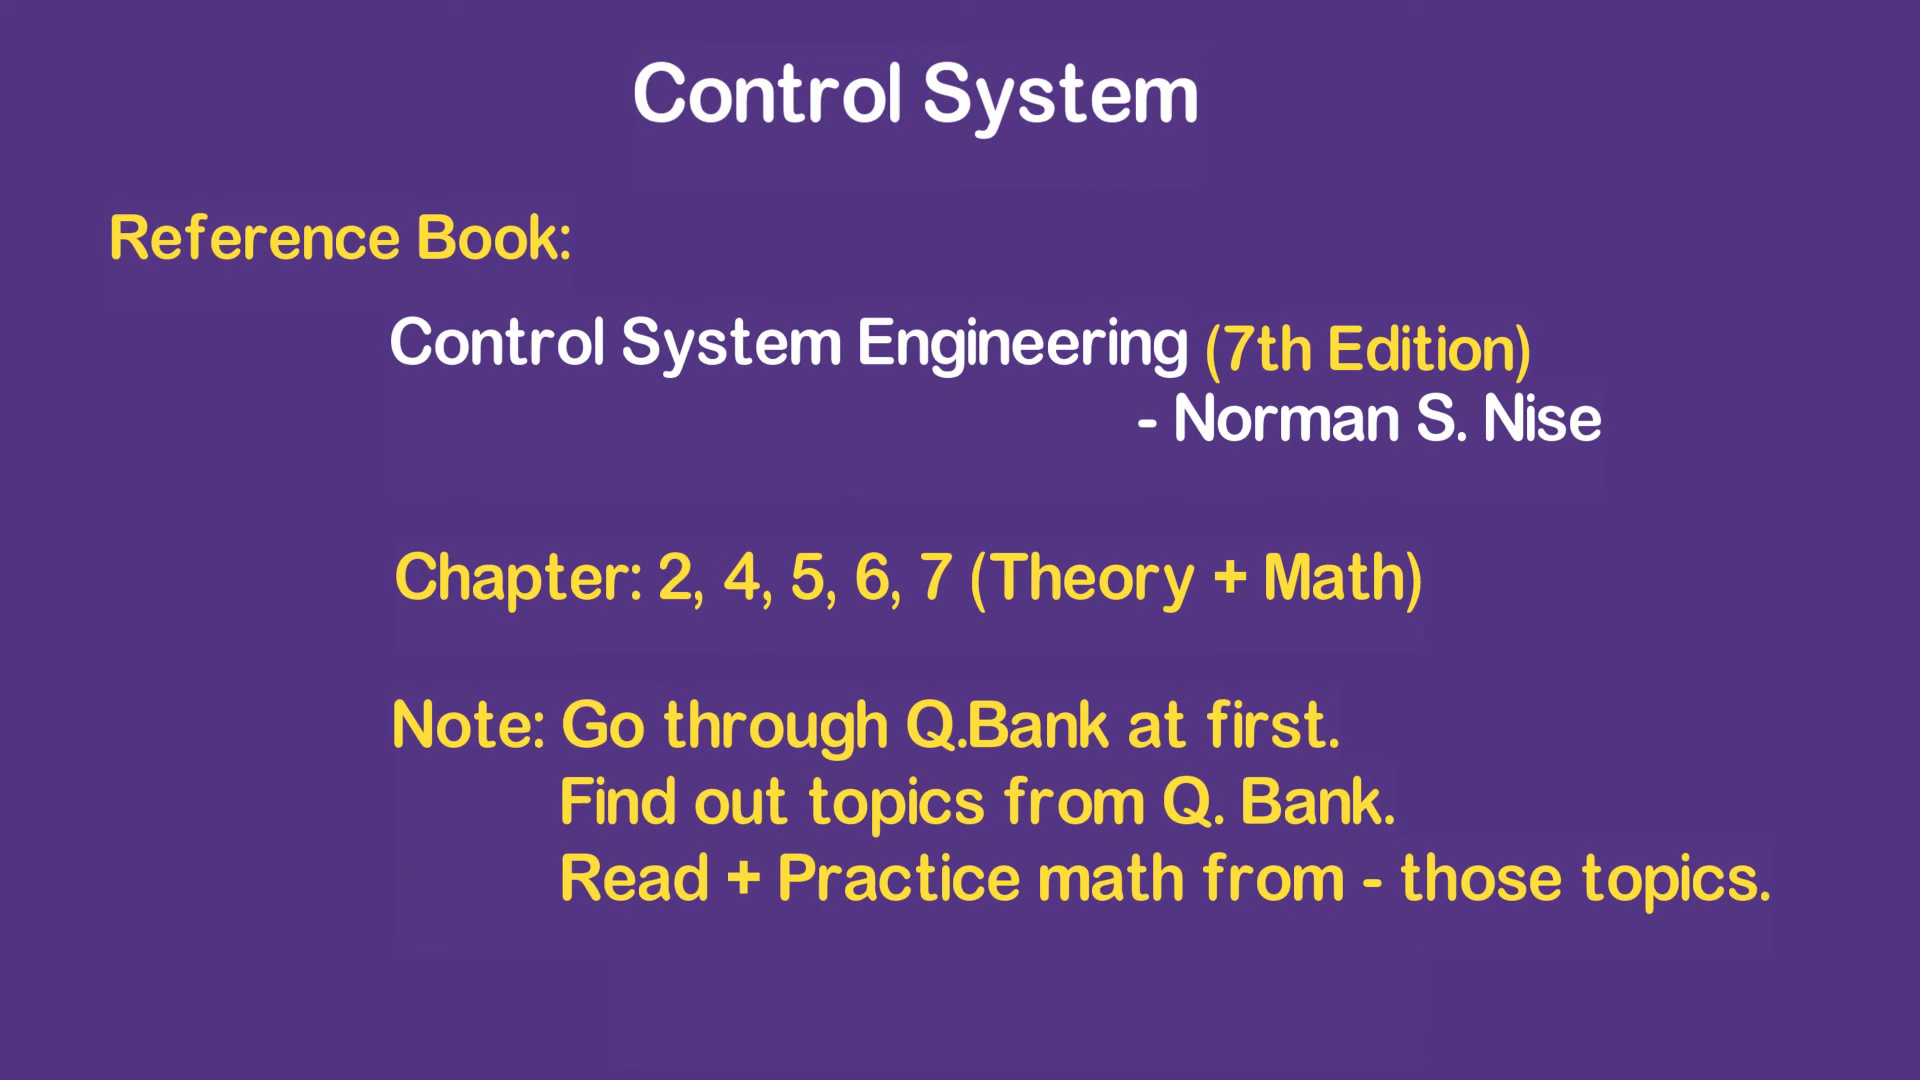 Control System
Reference Book:
Control System Engineering (7th Edition)
- Norman S. Nise
Chapter: 2, 4, 5, 6, 7 (Theory + Math)
Note: Go through Q.Bank at first.
Find out topics from Q. Bank.
Read + Practice math from - those topics.